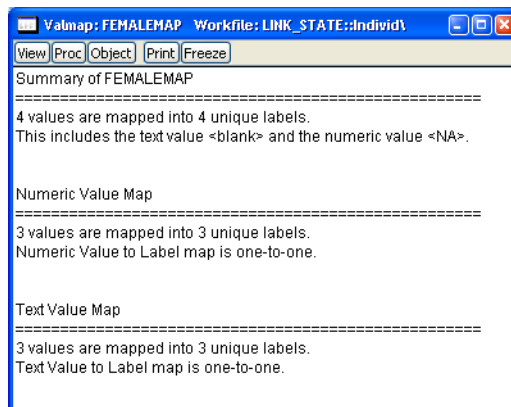 Valmap: FEMALEMAP Workfile: LINK_STATE::Individ\
View Proc Object Print Freeze
Summary of FEMALEMAP
====================================================
4 values are mapped into 4 unique labels.
This includes the text value <blank> and the numeric value <NA>.
Numeric Value Map
====================================================
3 values are mapped into 3 unique labels.
Numeric Value to Label map is one-to-one.
Text Value Map
====================================================
3 values are mapped into 3 unique labels.
Text Value to Label map is one-to-one.